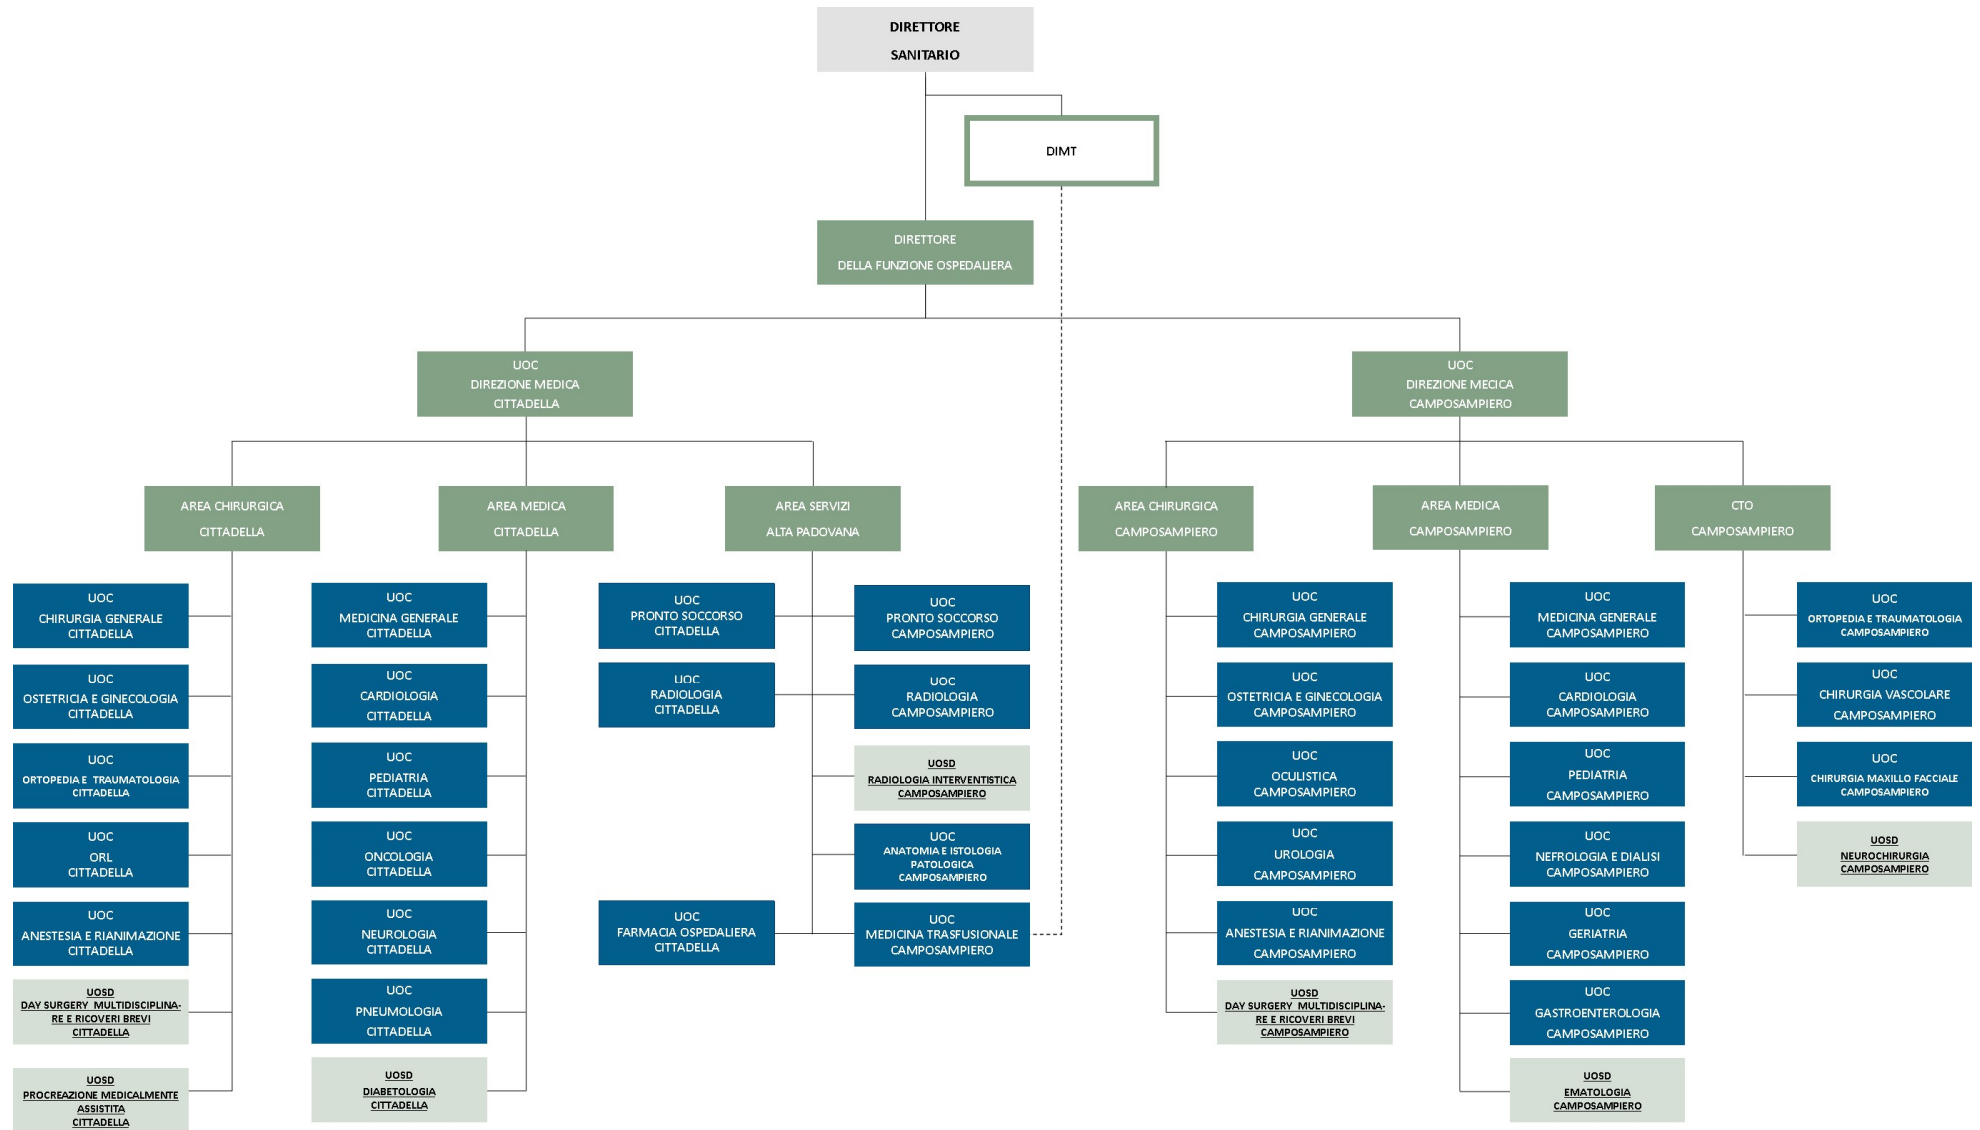 DIRETTORE
SANITARIO
DIMT
DIRETTORE
DELLA FUNZIONE OSPEDALIERA
UOC
DIREZIONE MEDICA
CITTADELLA
UOC
DIREZIONE MECICA
CAMPOSAMPIERO
AREA CHIRURGICA
CITTADELLA
AREA MEDICA
CITTADELLA
AREA SERVIZI
ALTA PADOVANA
AREA CHIRURGICA
CAMPOSAMPIERO
AREA MEDICA
CAMPOSAMPIERO
CTO
CAMPOSAMPIERO
UOC
CHIRURGIA GENERALE
CITTADELLA
UOC
OSTETRICIA E GINECOLOGIA
CITTADELLA
UOC
ORTOPEDIA E TRAUMATOLOGIA
CITTADELLA
UOC
ORL
CITTADELLA
UOC
ANESTESIA E RIANIMAZIONE
CITTADELLA
UOSD
DAY SURGERY MULTIDISCIPLINA-
RE E RICOVERI BREVI
CITTADELLA
UOSD
PROCREAZIONE MEDICALMENTE
ASSISTITA
CITTADELLA
UOC
MEDICINA GENERALE
CITTADELLA
UOC
CARDIOLOGIA
CITTADELLA
UOC
PEDIATRIA
CITTADELLA
UOC
ONCOLOGIA
CITTADELLA
UOC
NEUROLOGIA
CITTADELLA
UOC
PNEUMOLOGIA
CITTADELLA
UOSD
DIABETOLOGIA
CITTADELLA
UOC
PRONTO SOCCORSO
CITTADELLA
UOC
RADIOLOGIA
CITTADELLA
UOC
FARMACIA OSPEDALIERA
CITTADELLA
UOC
PRONTO SOCCORSO
CAMPOSAMPIERO
UOC
RADIOLOGIA
CAMPOSAMPIERO
UOSD
RADIOLOGIA INTERVENTISTICA
CAMPOSAMPIERO
UOC
ANATOMIA E ISTOLOGIA
PATOLOGICA
CAMPOSAMPIERO
UOC
MEDICINA TRASFUSIONALE
CAMPOSAMPIERO
UOC
CHIRURGIA GENERALE
CAMPOSAMPIERO
UOC
OSTETRICIA E GINECOLOGIA
CAMPOSAMPIERO
UOC
OCULISTICA
CAMPOSAMPIERO
UOC
UROLOGIA
CAMPOSAMPIERO
UOC
ANESTESIA E RIANIMAZIONE
CAMPOSAMPIERO
UOSD
DAY SURGERY MULTIDISCIPLINA-
RE E RICOVERI BREVI
CAMPOSAMPIERO
UOC
MEDICINA GENERALE
CAMPOSAMPIERO
UOC
CARDIOLOGIA
CAMPOSAMPIERO
UOC
PEDIATRIA
CAMPOSAMPIERO
UOC
NEFROLOGIA E DIALISI
CAMPOSAMPIERO
UOC
GERIATRIA
CAMPOSAMPIERO
UOC
GASTROENTEROLOGIA
CAMPOSAMPIERO
UOSD
EMATOLOGIA
CAMPOSAMPIERO
UOC
ORTOPEDIA E TRAUMATOLOGIA
CAMPOSAMPIERO
UOC
CHIRURGIA VASCOLARE
CAMPOSAMPIERO
UOC
CHIRURGIA MAXILLO FACCIALE
CAMPOSAMPIERO
UOSD
NEUROCHIRURGIA
CAMPOSAMPIERO